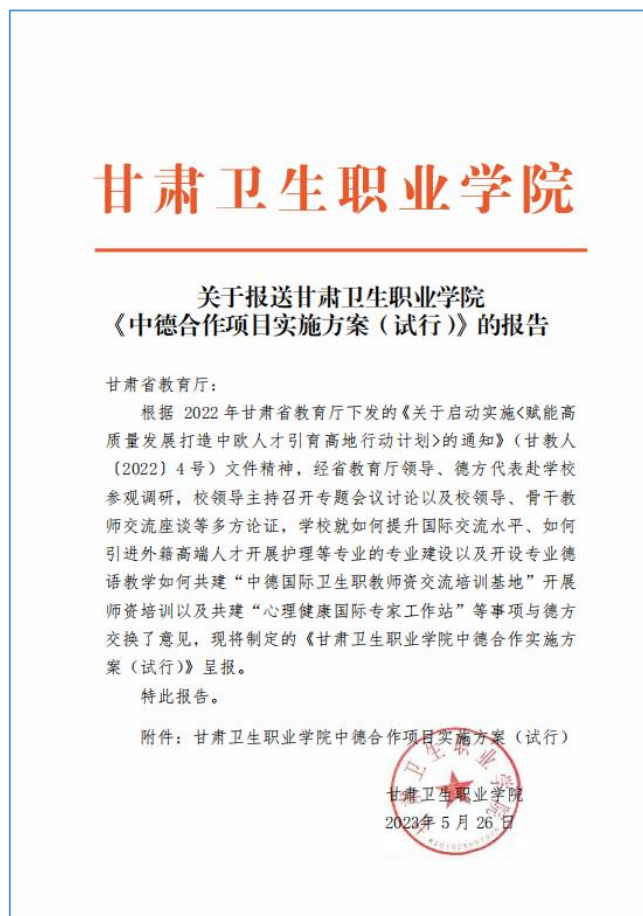 甘肃卫生职业学院
关于报送甘肃卫生职业学院
《中德合作项目实施方案（试行）》的报告
甘肃省教育厅：
根据 2022 年甘肃省教育厅下发的《关于启动实施<赋能高
质量发展打造中欧人才引育高地行动计划>的通知》（甘教人
〔2022〕4 号）文件精神，经省教育厅领导、德方代表赴学校
参观调研，校领导主持召开专题会议讨论以及校领导、骨干教
师交流座谈等多方论证，学校就如何提升国际交流水平、如何
引进外籍高端人才开展护理等专业的专业建设以及开设专业德
语教学如何共建“中德国际卫生职教师资交流培训基地”开展
师资培训以及共建“心理健康国际专家工作站”等事项与德方
交换了意见，现将制定的《甘肃卫生职业学院中德合作实施方
案（试行）》呈报。
特此报告。
附件：甘肃卫生职业学院中德合作项目实施方案（试行）
甘肃卫生职业学院
2023年 5 月 26 日
甘肃卫生职业学院